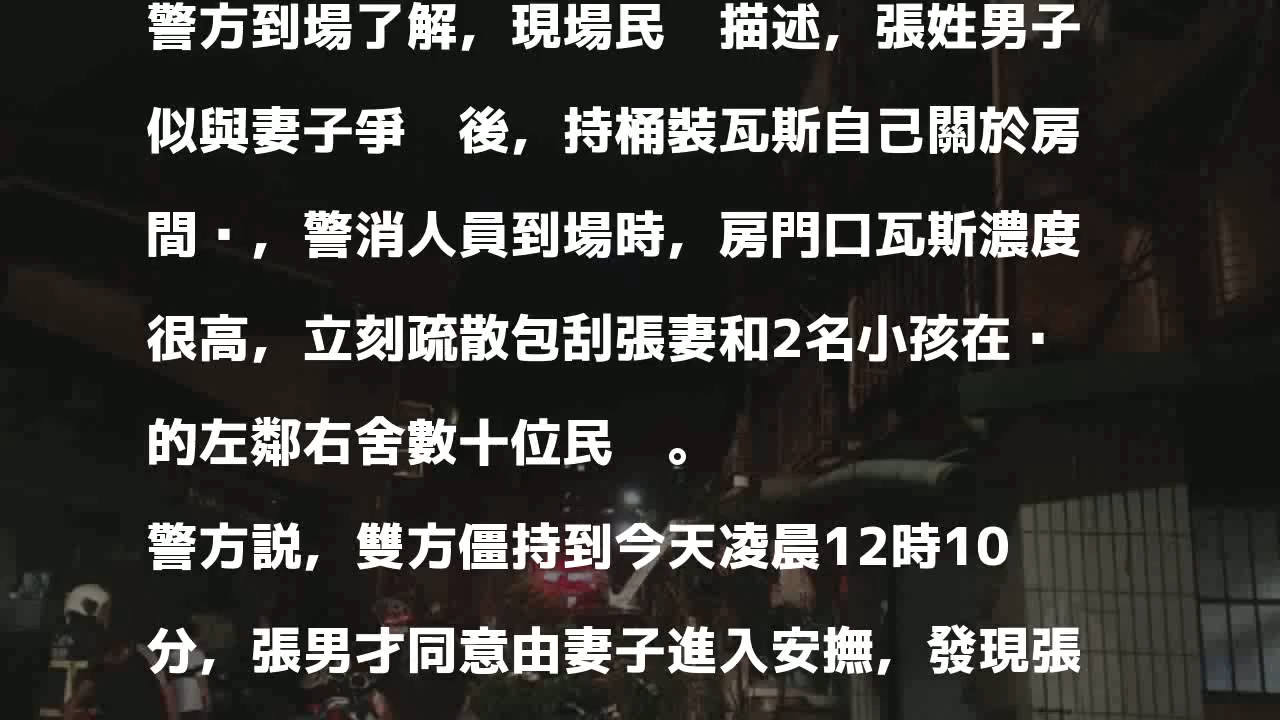 警方到場了解，現場民　描述，張姓男子
似與妻子爭　後，持桶裝瓦斯自己關於房
間·，警消人員到場時，房門口瓦斯濃度
很高，立刻疏散包刮張妻和2名小孩在·
的左鄰右舍數十位民　。
警方説，雙方僵持到今天凌晨12時10
分，張男才同意由妻子進入安撫，發現張